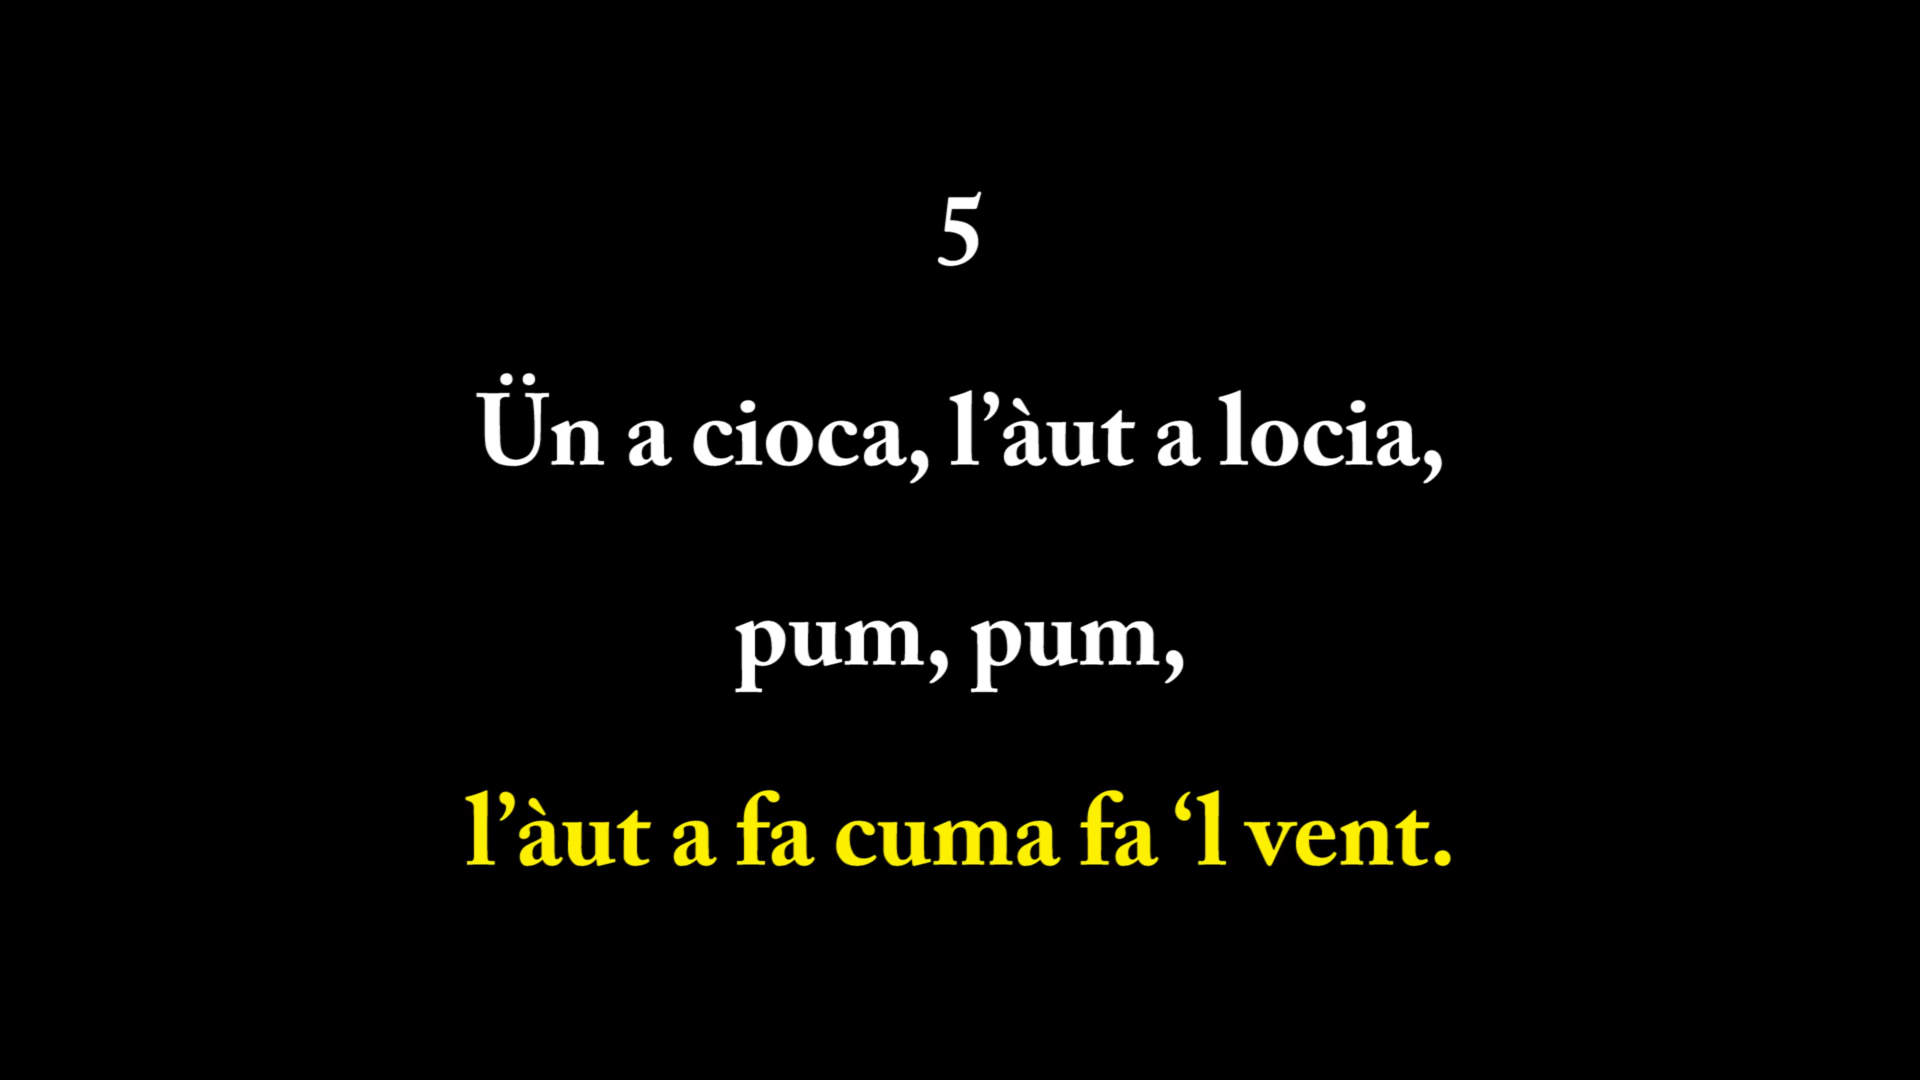 5
Ün a cioca, l’àut a locia,
pum, pum,
l’àut a fa cuma fa ‘l vent.